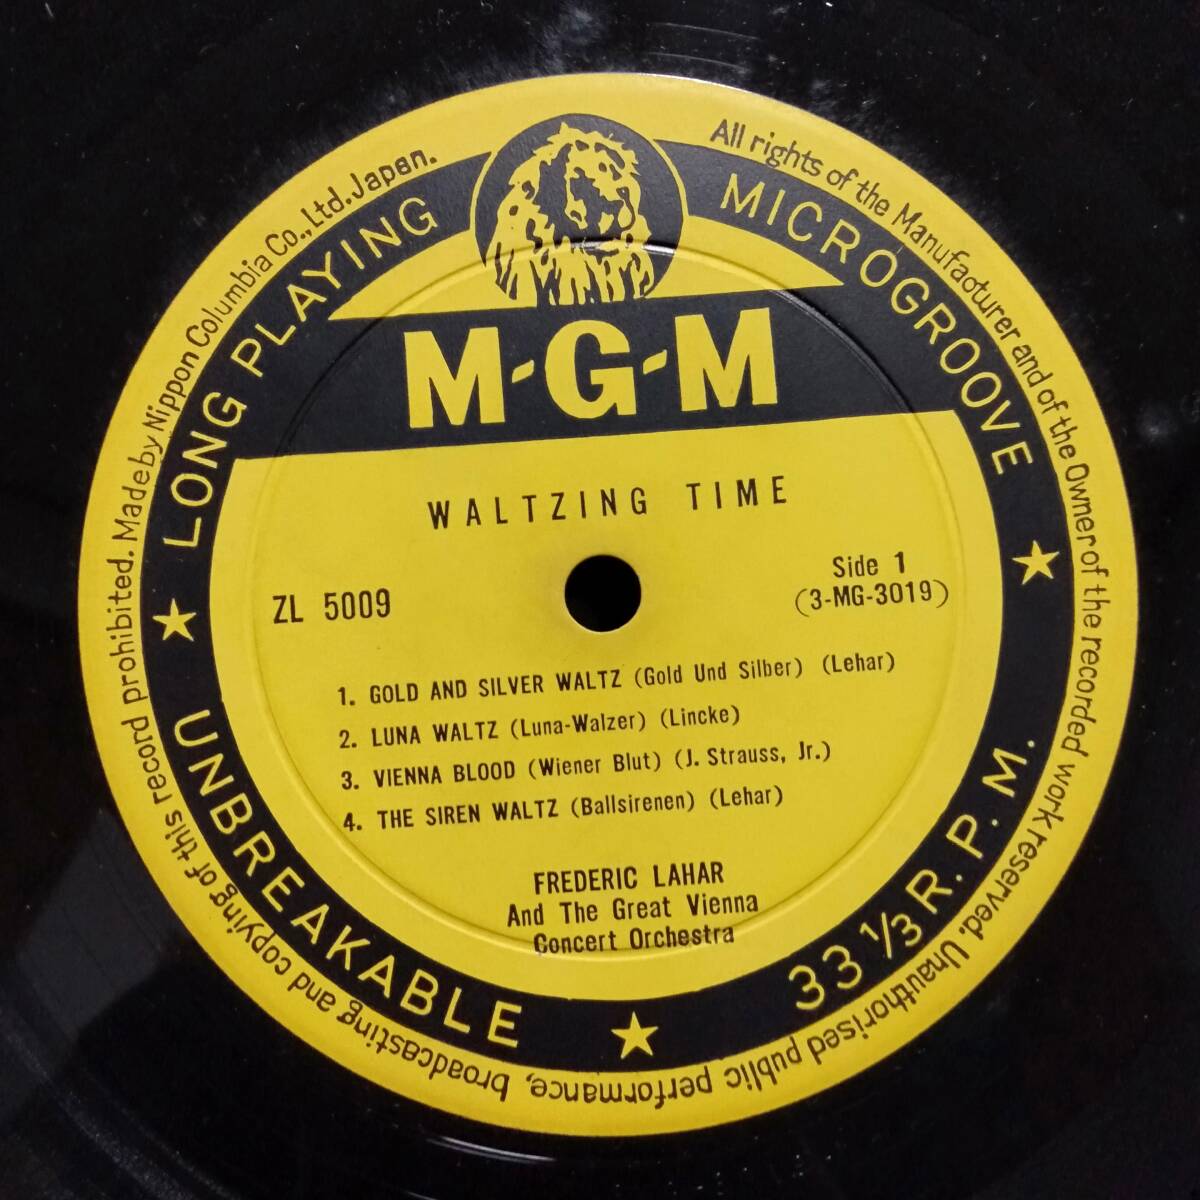 All rights of the Manufacturer and of the Owner of the recorded work reserved. Unauthorised public performance, broadcasting and copying of this record prohibited. Made by Nippon Columbia Co., Ltd. Japan.
LONG PLAYING
MICROGROOVE
M-G-M
WALTZING TIME
ZL 5009
Side 1
(3-MG-3019)
1. GOLD AND SILVER WALTZ (Gold Und Silber) (Lehar)
2. LUNA WALTZ (Luna-Walzer) (Lincke)
3. VIENNA BLOOD (Wiener Blut) (J. Strauss, Jr.)
4. THE SIREN WALTZ (Ballsirenen) (Lehar)
FREDERIC LAHAR
And The Great Vienna
Concert Orchestra
UNBREAKABLE
33 1/3 R. P. M.